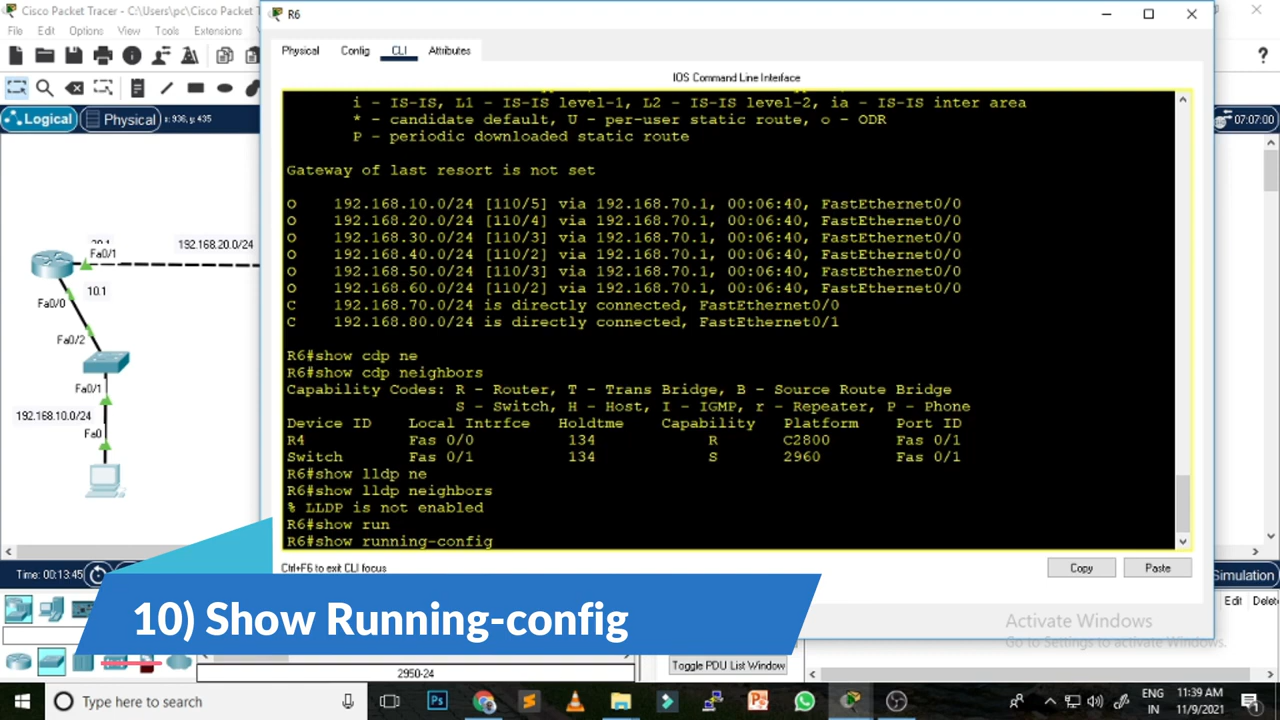 Cisco Packet Tracer - C:\Users\pc\Cisco Packet Tracer
R6
File Edit Options View Tools Extensions
Physical Config CLI Attributes
IOS Command Line Interface
Logical Physical x: 936, y: 435
07:07:00
i - IS-IS, L1 - IS-IS level-1, L2 - IS-IS level-2, ia - IS-IS inter area
* - candidate default, U - per-user static route, o - ODR
P - periodic downloaded static route
Gateway of last resort is not set
O 192.168.10.0/24 [110/5] via 192.168.70.1, 00:06:40, FastEthernet0/0
O 192.168.20.0/24 [110/4] via 192.168.70.1, 00:06:40, FastEthernet0/0
O 192.168.30.0/24 [110/3] via 192.168.70.1, 00:06:40, FastEthernet0/0
O 192.168.40.0/24 [110/2] via 192.168.70.1, 00:06:40, FastEthernet0/0
O 192.168.50.0/24 [110/3] via 192.168.70.1, 00:06:40, FastEthernet0/0
O 192.168.60.0/24 [110/2] via 192.168.70.1, 00:06:40, FastEthernet0/0
C 192.168.70.0/24 is directly connected, FastEthernet0/0
C 192.168.80.0/24 is directly connected, FastEthernet0/1
R6#show cdp ne
R6#show cdp neighbors
Capability Codes: R - Router, T - Trans Bridge, B - Source Route Bridge
S - Switch, H - Host, I - IGMP, r - Repeater, P - Phone
Device ID Local Intrfce Holdtme Capability Platform Port ID
R4 Fas 0/0 134 R C2800 Fas 0/1
Switch Fas 0/1 134 S 2960 Fas 0/1
R6#show lldp ne
R6#show lldp neighbors
% LLDP is not enabled
R6#show run
R6#show running-config
Ctrl+F6 to exit CLI focus
Copy Paste
20.1
Fa0/1
192.168.20.0/24
10.1
Fa0/0
Fa0/2
Fa0/1
192.168.10.0/24
Fa0
Time: 00:13:45
Simulation
Edit Delet
10) Show Running-config
Activate Windows
Go to Settings to activate Windows.
2950-24
Toggle PDU List Window
Type here to search
ENG
IN
11:39 AM
11/9/2021
1